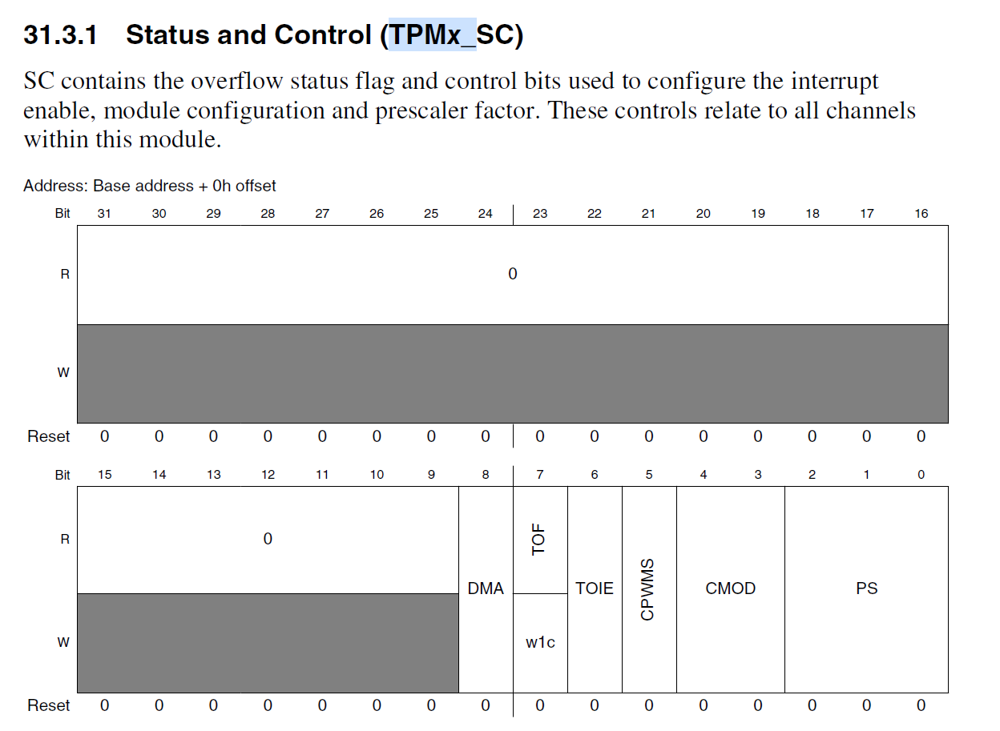 31.3.1 Status and Control (TPMx_SC)
SC contains the overflow status flag and control bits used to configure the interrupt
enable, module configuration and prescaler factor. These controls relate to all channels
within this module.
Address: Base address + 0h offset
Bit 31 30 29 28 27 26 25 24 23 22 21 20 19 18 17 16
R 0
W
Reset 0 0 0 0 0 0 0 0 0 0 0 0 0 0 0 0
Bit 15 14 13 12 11 10 9 8 7 6 5 4 3 2 1 0
R 0 TOF
DMA TOIE CPWMS CMOD PS
W w1c
Reset 0 0 0 0 0 0 0 0 0 0 0 0 0 0 0 0